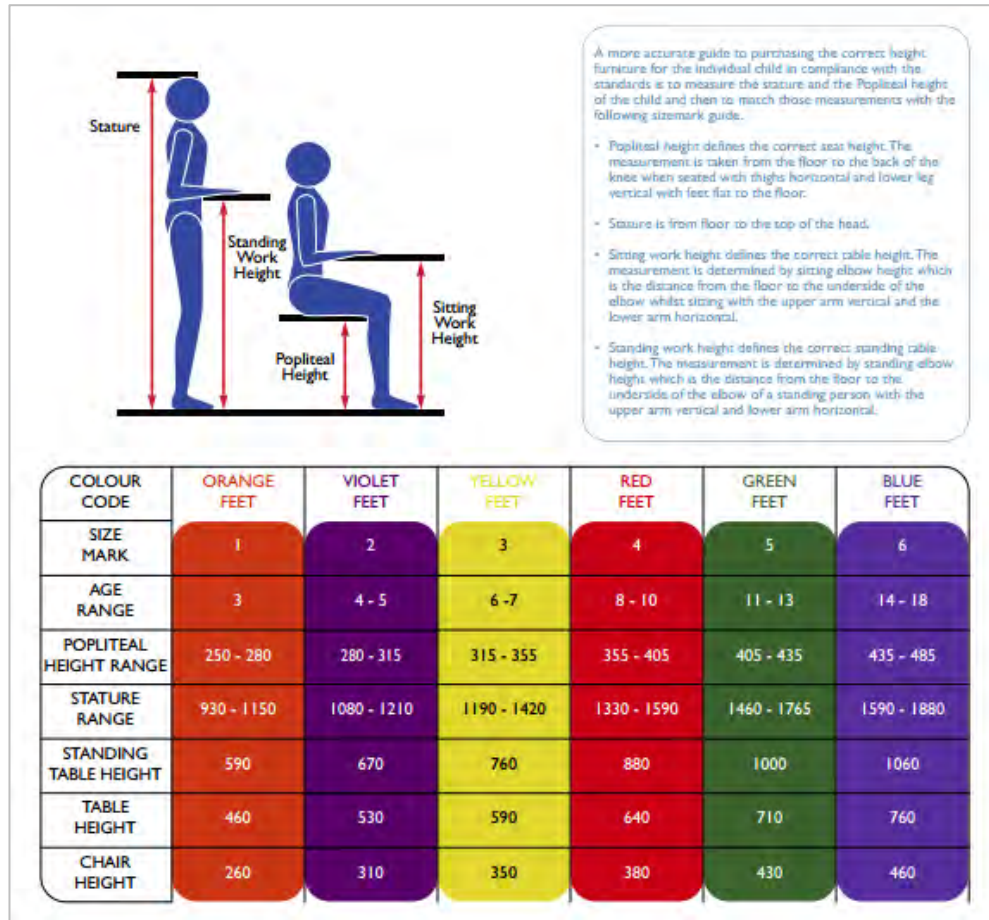 Stature
Standing
Work
Height
Popliteal
Height
Sitting
Work
Height
A more accurate guide to purchasing the correct height
furniture for the individual child in compliance with the
standards is to measure the stature and the Popliteal height
of the child and then to match those measurements with the
following sizemark guide.
• Popliteal height defines the correct seat height. The
measurement is taken from the floor to the back of the
knee when seated with thighs horizontal and lower leg
vertical with feet flat to the floor.
• Stature is from floor to the top of the head.
• Sitting work height defines the correct table height. The
measurement is determined by sitting elbow height which
is the distance from the floor to the underside of the
elbow whilst sitting with the upper arm vertical and the
lower arm horizontal.
• Standing work height defines the correct standing table
height. The measurement is determined by standing elbow
height which is the distance from the floor to the
underside of the elbow of a standing person with the
upper arm vertical and lower arm horizontal.
COLOUR CODE ORANGE FEET VIOLET FEET YELLOW FEET RED FEET GREEN FEET BLUE FEET
SIZE MARK 1 2 3 4 5 6
AGE RANGE 3 4 - 5 6 -7 8 - 10 11 - 13 14 - 18
POPLITEAL HEIGHT RANGE 250 - 280 280 - 315 315 - 355 355 - 405 405 - 435 435 - 485
STATURE RANGE 930 - 1150 1080 - 1210 1190 - 1420 1330 - 1590 1460 - 1765 1590 - 1880
STANDING TABLE HEIGHT 590 670 760 880 1000 1060
TABLE HEIGHT 460 530 590 640 710 760
CHAIR HEIGHT 260 310 350 380 430 460